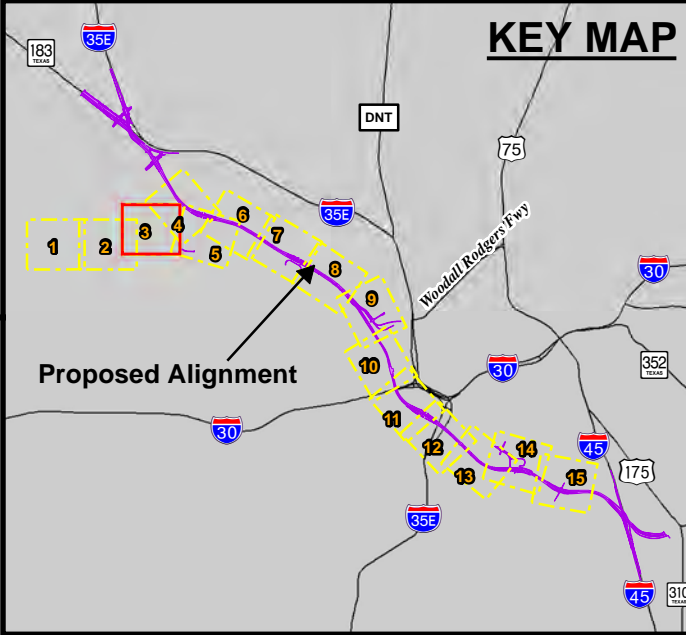 KEY MAP
35E
183
TEXAS
DNT
75
35E
Woodall Rodgers Fwy
30
1
2
3
4
5
6
7
8
9
10
11
12
13
14
15
Proposed Alignment
30
352
TEXAS
30
45
175
35E
45
310
TEXAS